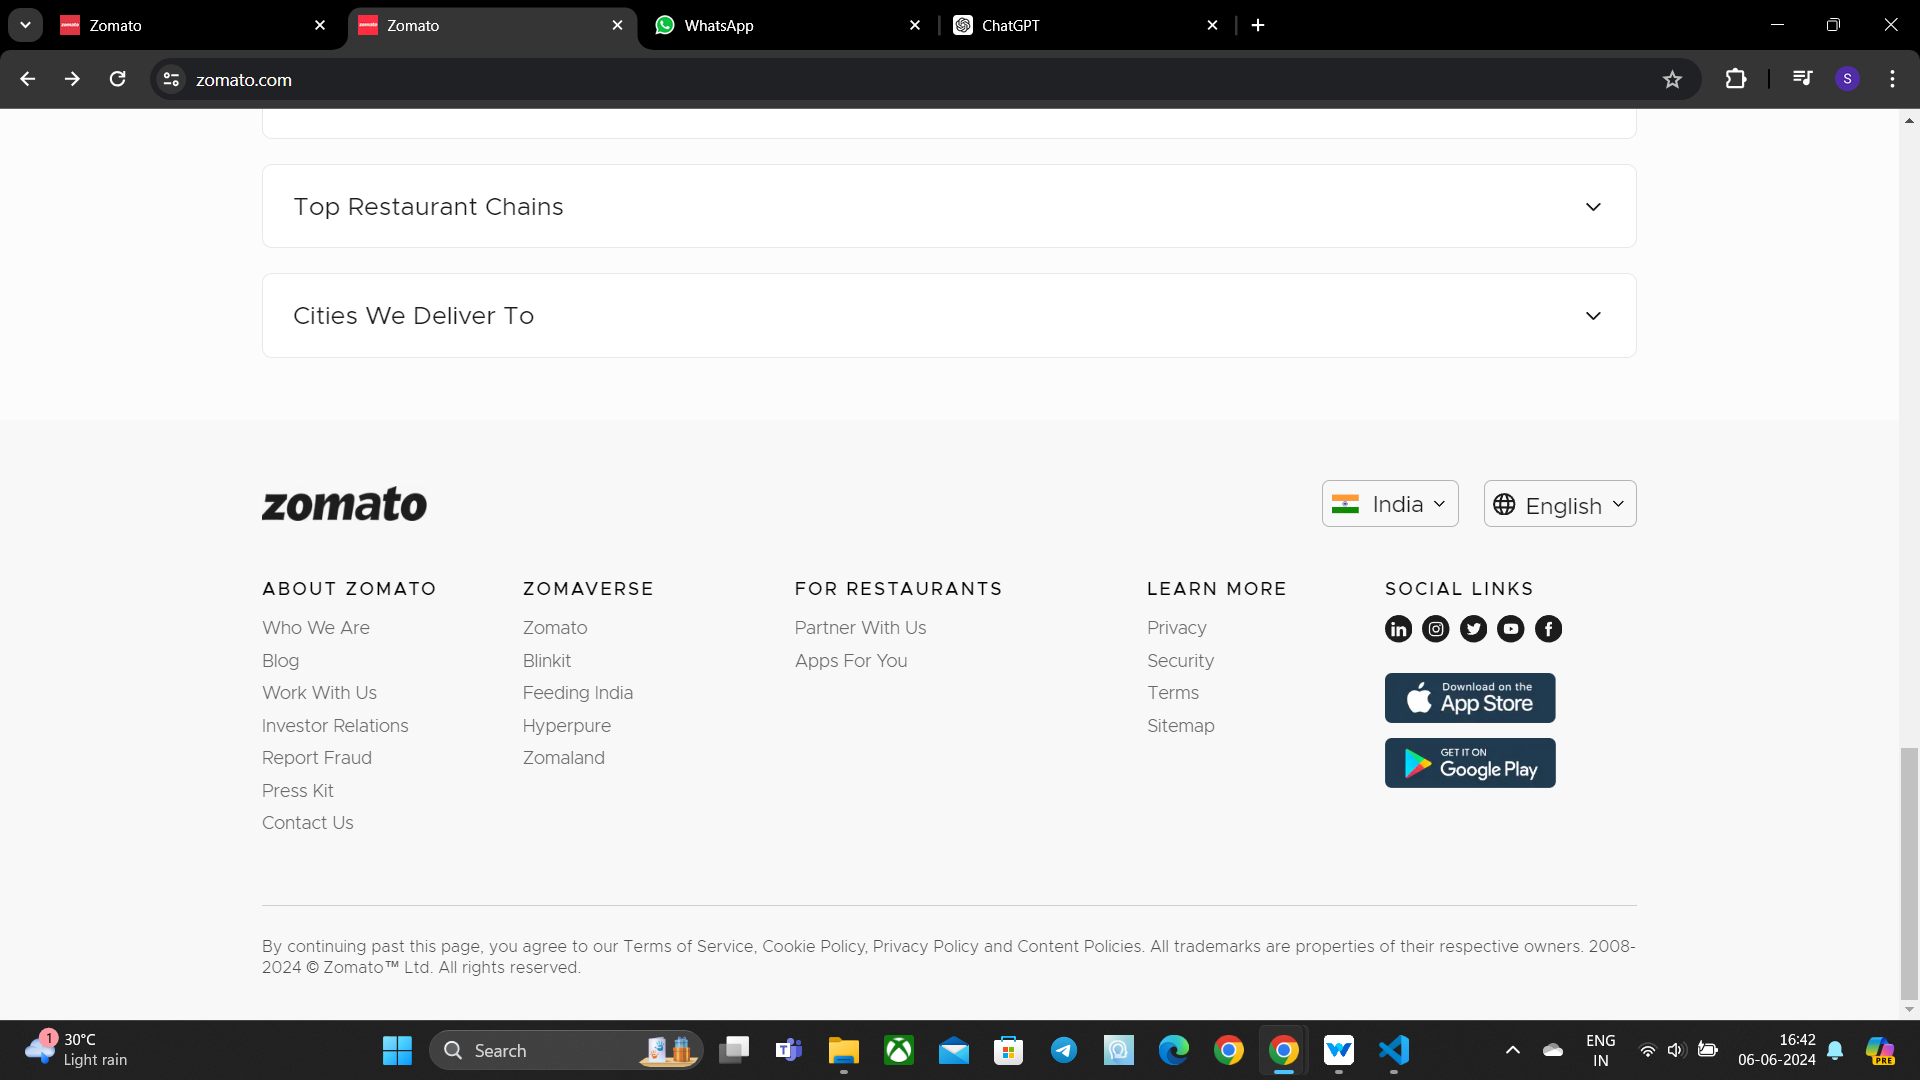 Zomato
Zomato
WhatsApp
ChatGPT
zomato.com
S
Top Restaurant Chains
Cities We Deliver To
zomato
India
English
ABOUT ZOMATO
Who We Are
Blog
Work With Us
Investor Relations
Report Fraud
Press Kit
Contact Us
ZOMAVERSE
Zomato
Blinkit
Feeding India
Hyperpure
Zomaland
FOR RESTAURANTS
Partner With Us
Apps For You
LEARN MORE
Privacy
Security
Terms
Sitemap
SOCIAL LINKS
Download on the
App Store
GET IT ON
Google Play
By continuing past this page, you agree to our Terms of Service, Cookie Policy, Privacy Policy and Content Policies. All trademarks are properties of their respective owners. 2008-
2024 © Zomato™ Ltd. All rights reserved.
1
30°C
Light rain
Search
ENG
IN
16:42
06-06-2024
PRE